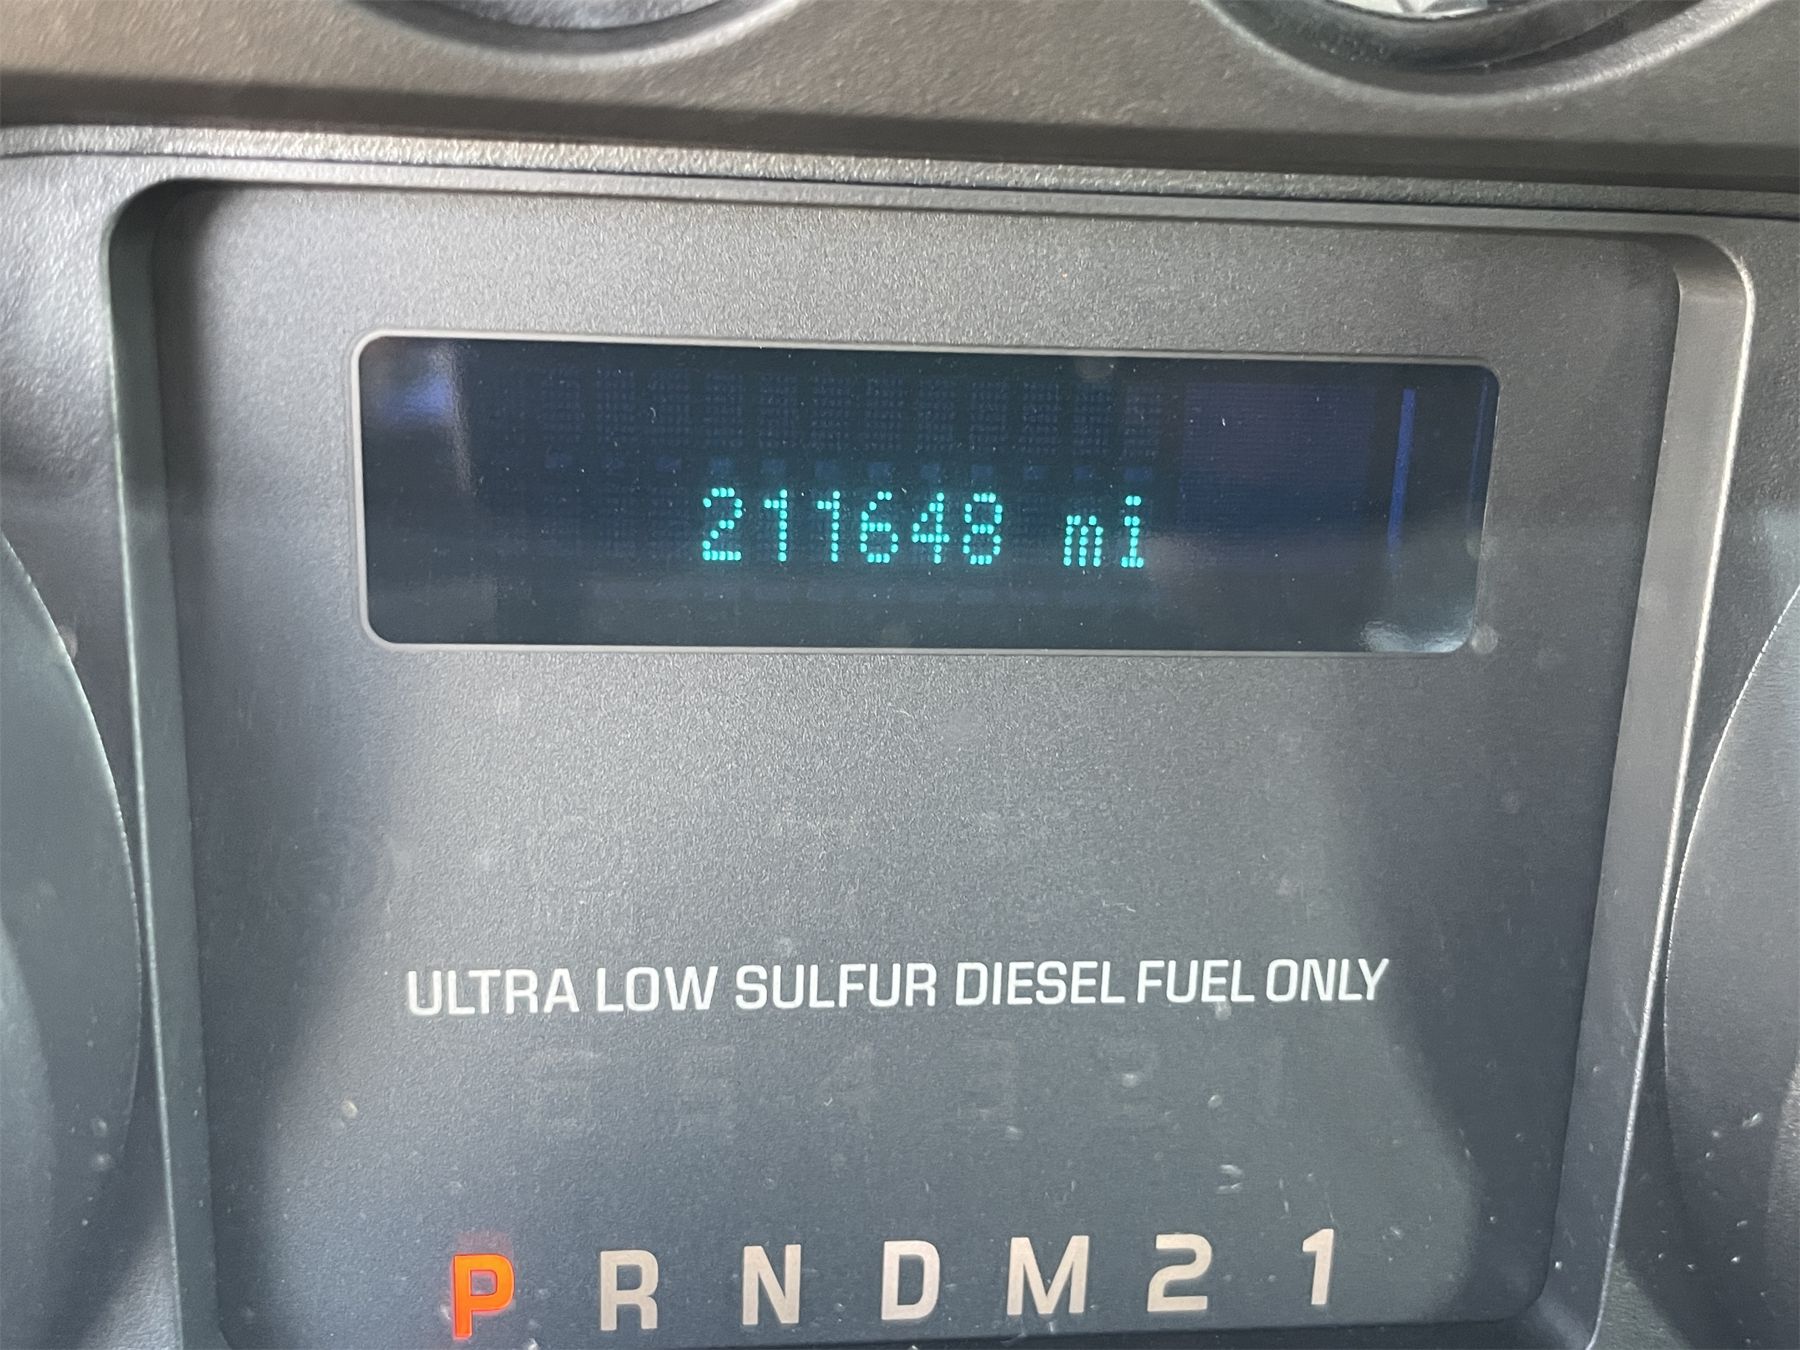 211648 mi
ULTRA LOW SULFUR DIESEL FUEL ONLY
P R N D M 2 1